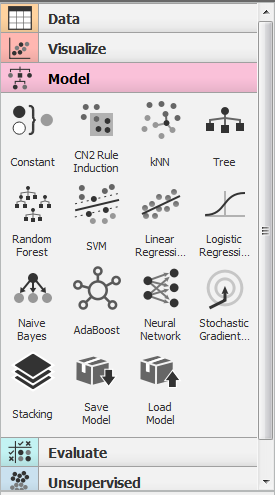 Data
Visualize
Model
Constant
CN2 Rule
Induction
kNN
Tree
Random
Forest
SVM
Linear
Regressi...
Logistic
Regressi...
Naive
Bayes
AdaBoost
Neural
Network
Stochastic
Gradient...
Stacking
Save
Model
Load
Model
Evaluate
Unsupervised